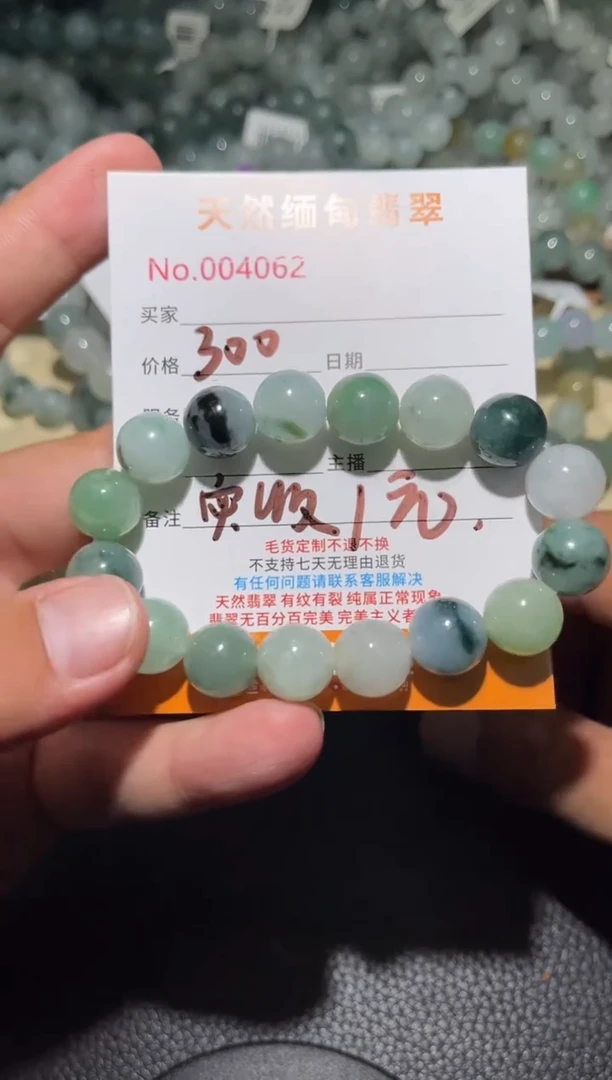 天然缅甸翡翠
No.004062
买家
价格 300 日期
主播
备注 实收1元.
毛货定制不退不换
不支持七天无理由退货
有任何问题请联系客服解决
天然翡翠 有纹有裂 纯属正常现象
翡翠无百分百完美 完美主义者